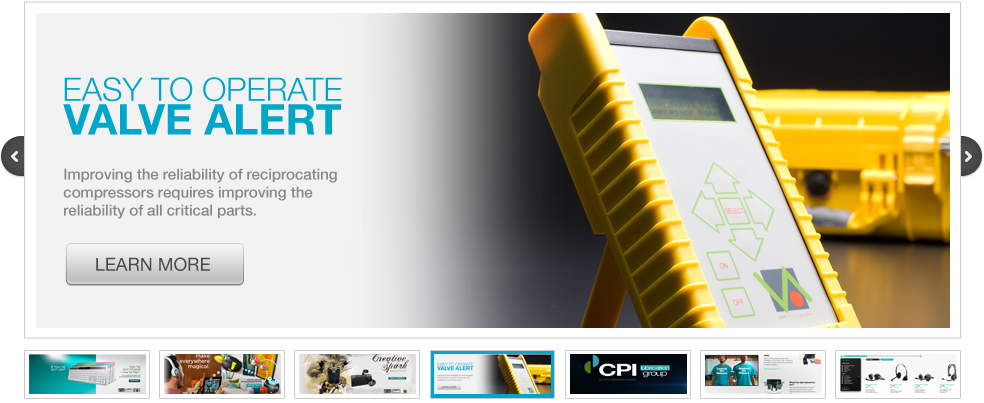 EASY TO OPERATE
VALVE ALERT
Improving the reliability of reciprocating
compressors requires improving the
reliability of all critical parts.
LEARN MORE
SELECT
ON
OFF
make
everywhere
magical.
Creative
spark
EASY TO OPERATE
VALVE ALERT
CPI
lubrication
group